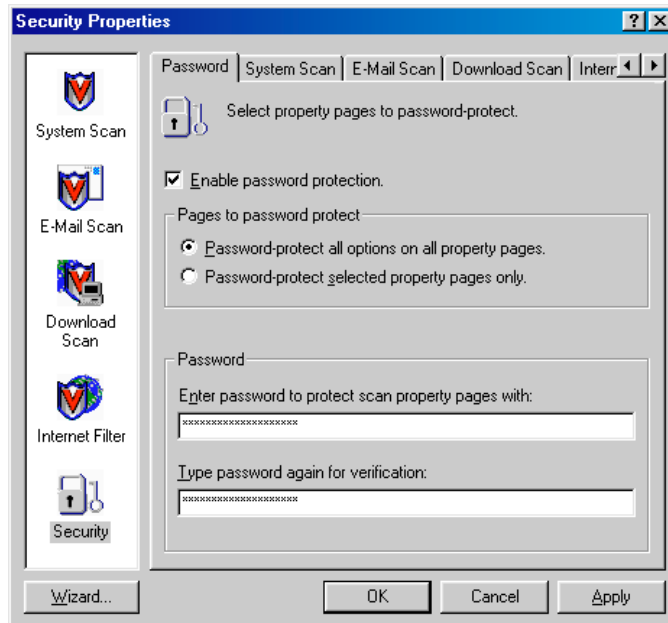 Security Properties
System Scan
E-Mail Scan
Download
Scan
Internet Filter
Security
Password System Scan E-Mail Scan Download Scan Interr
Select property pages to password-protect.
Enable password protection.
Pages to password protect
Password-protect all options on all property pages.
Password-protect selected property pages only.
Password
Enter password to protect scan property pages with:
********************
Type password again for verification:
********************
Wizard... OK Cancel Apply